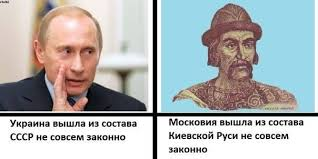 Украина вышла из состава
СССР не совсем законно
Московия вышла из состава
Киевской Руси не совсем
законно